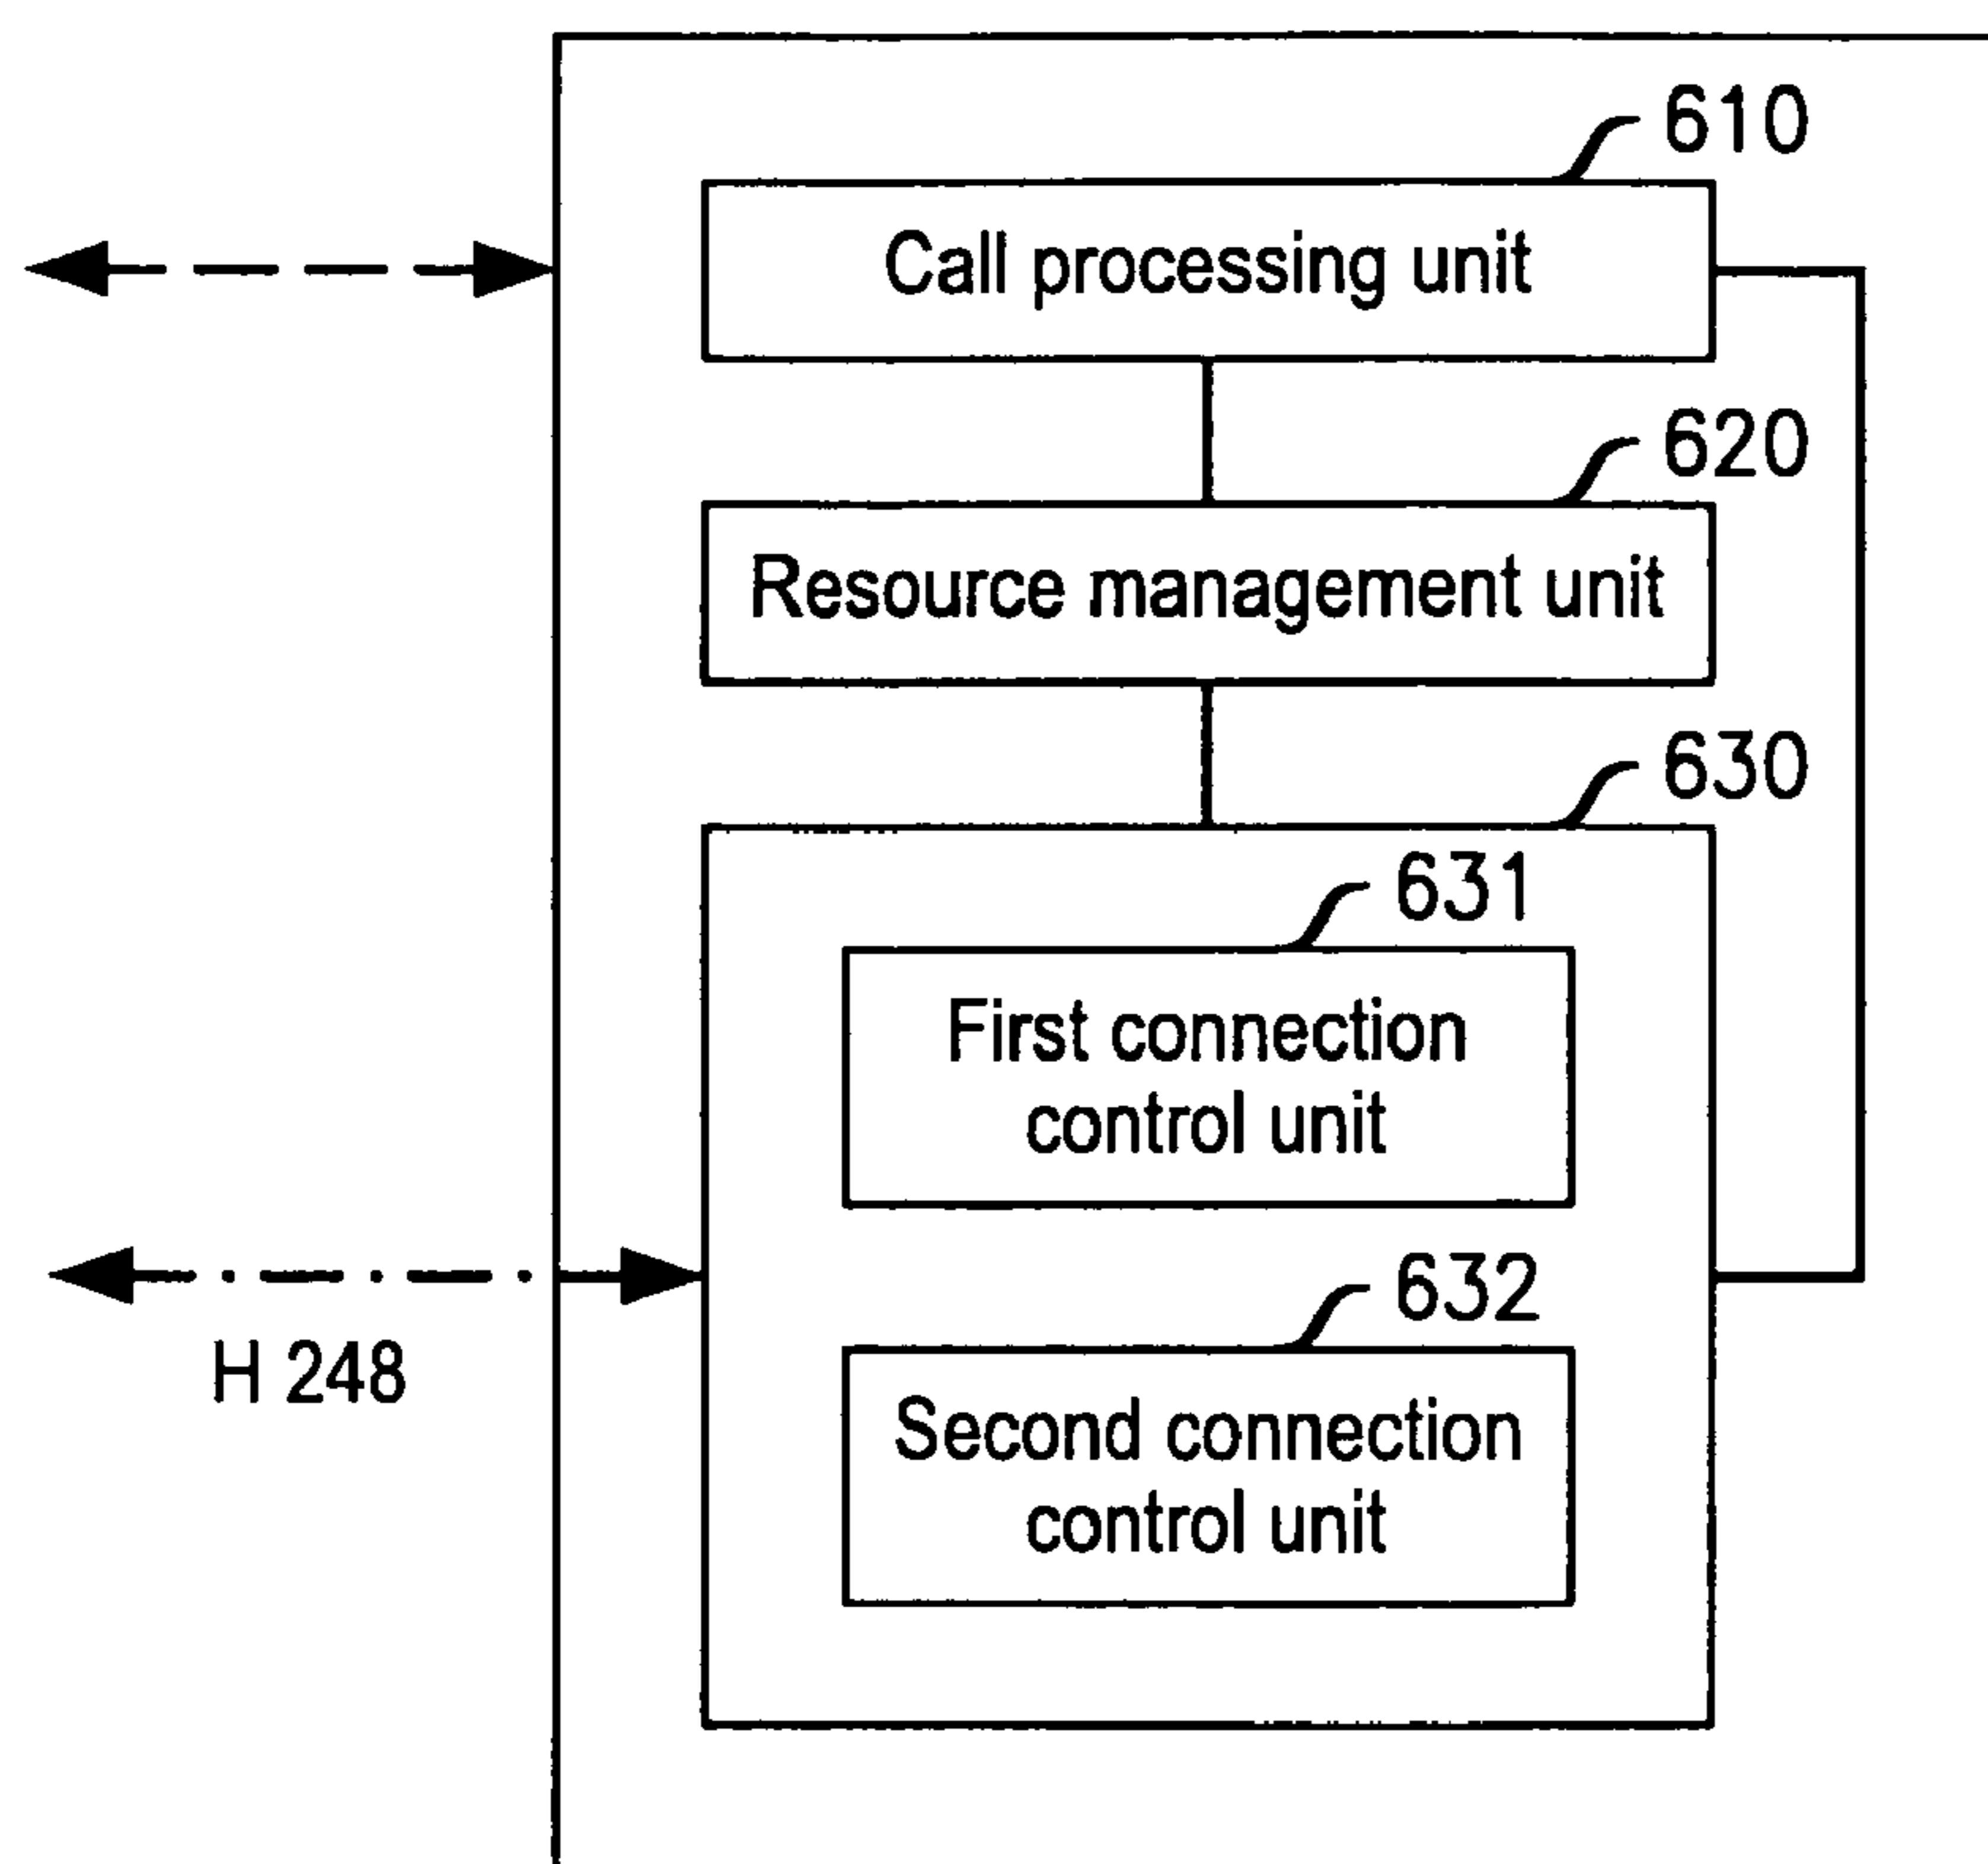 610
Call processing unit
620
Resource management unit
630
631
First connection
control unit
632
H 248
Second connection
control unit